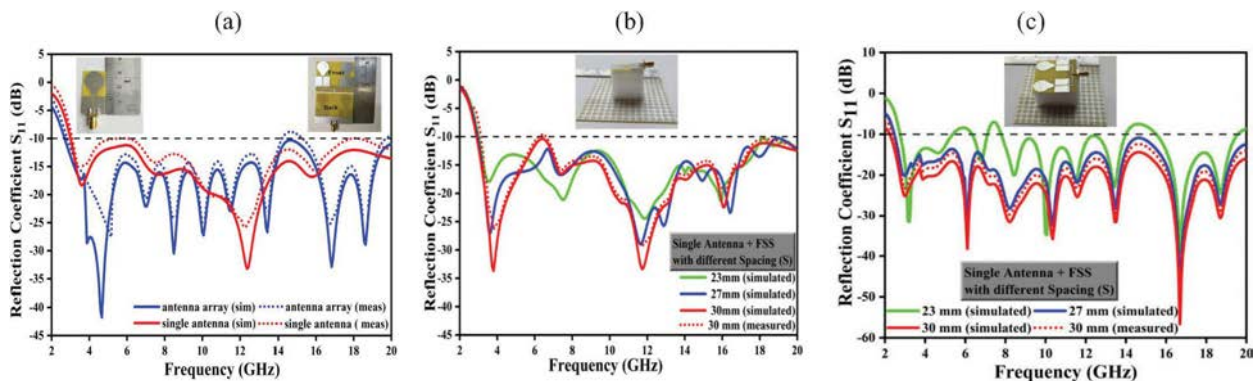 (a)
(b)
(c)
Reflection Coefficient S11 (dB)
5
0
-5
-10
-15
-20
-25
-30
-35
-40
-45
Front
Back
antenna array (sim)
antenna array (meas)
single antenna (sim)
single antenna ( meas)
2 4 6 8 10 12 14 16 18 20
Frequency (GHz)
Reflection Coefficient S11 (dB)
5
0
-5
-10
-15
-20
-25
-30
-35
-40
-45
Single Antenna + FSS
with different Spacing (S)
23mm (simulated)
27mm (simulated)
30mm (simulated)
30 mm (measured)
2 4 6 8 10 12 14 16 18 20
Frequency (GHz)
Reflection Coefficient S11 (dB)
10
0
-10
-20
-30
-40
-50
-60
Single Antenna + FSS
with different Spacing (S)
23 mm (simulated)
27 mm (simulated)
30 mm (simulated)
30 mm (measured)
2 4 6 8 10 12 14 16 18 20
Frequency (GHz)